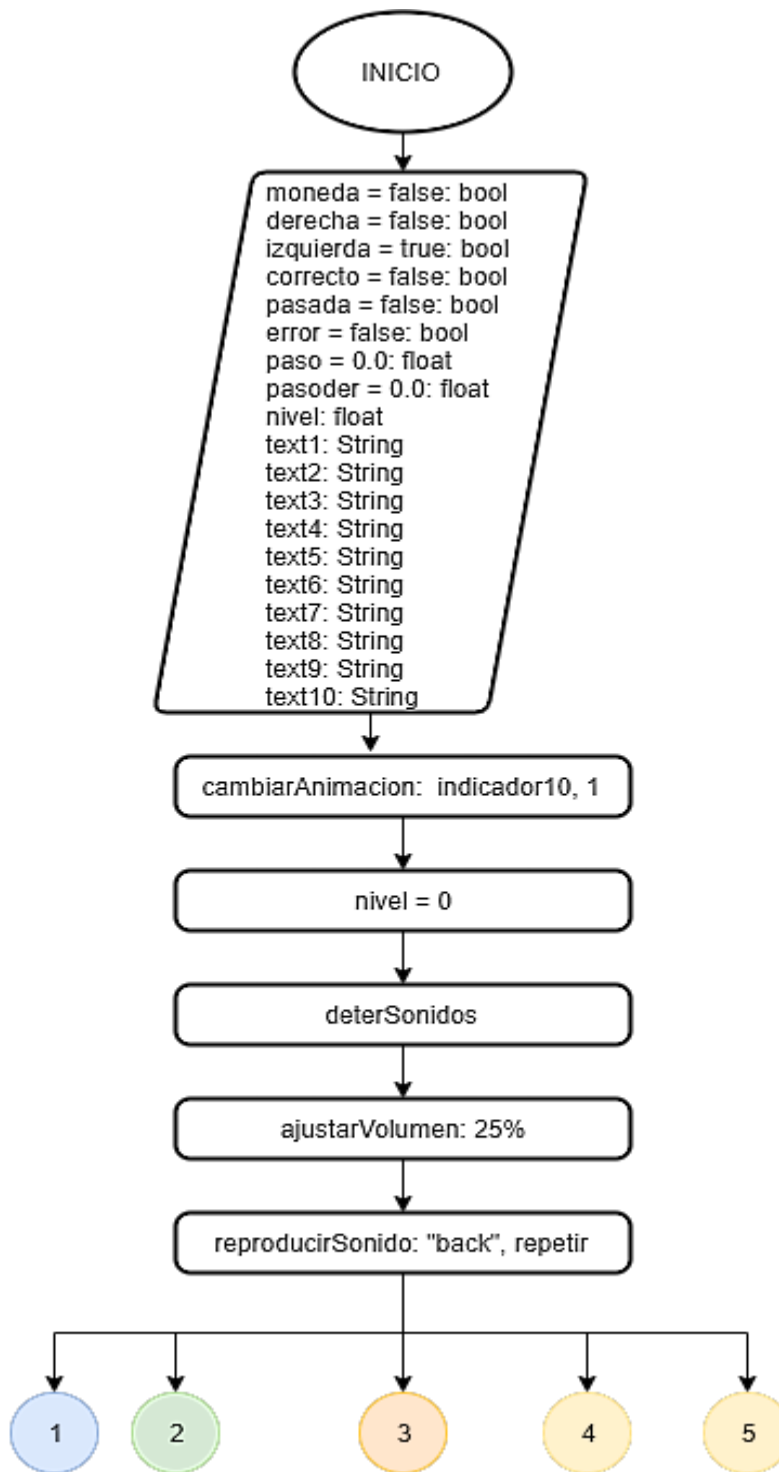 INICIO
moneda = false: bool
derecha = false: bool
izquierda = true: bool
correcto = false: bool
pasada = false: bool
error = false: bool
paso = 0.0: float
pasoder = 0.0: float
nivel: float
text1: String
text2: String
text3: String
text4: String
text5: String
text6: String
text7: String
text8: String
text9: String
text10: String
cambiarAnimacion:  indicador10, 1
nivel = 0
deterSonidos
ajustarVolumen: 25%
reproducirSonido: "back", repetir
1 2 3 4 5